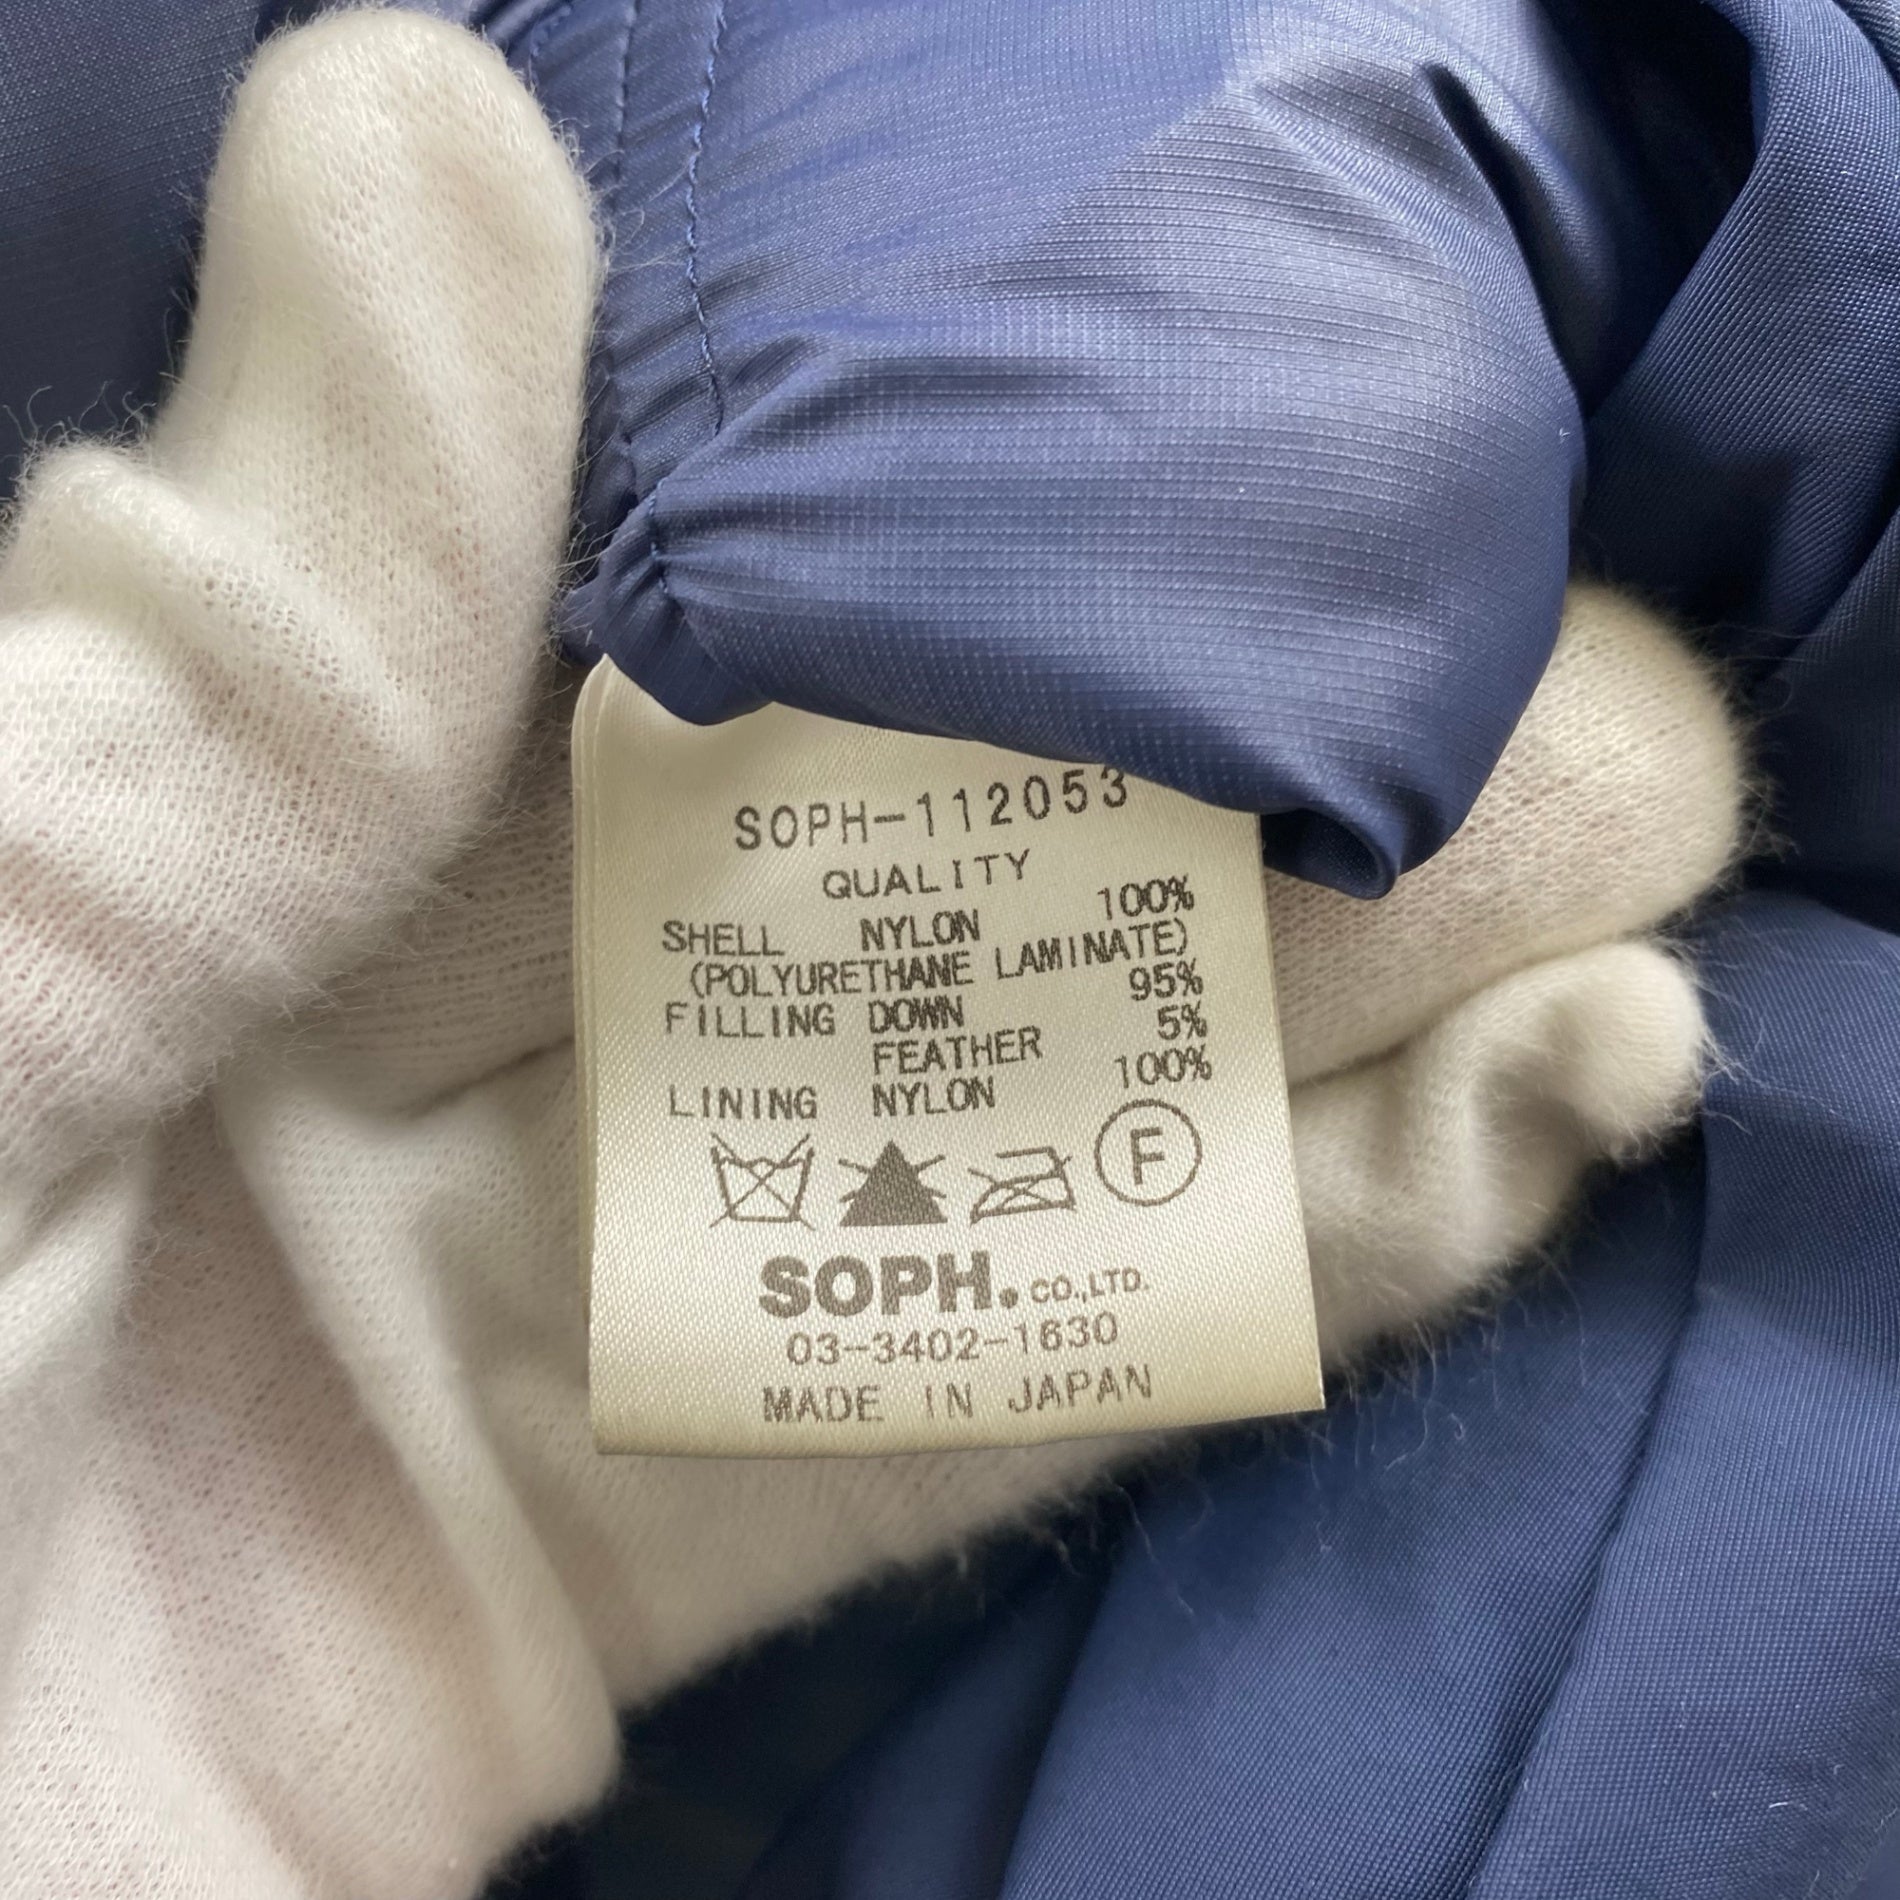 SOPH-112053
QUALITY
SHELL NYLON 100%
(POLYURETHANE LAMINATE)
FILLING DOWN 95%
FEATHER 5%
LINING NYLON 100%
F
SOPH. CO.,LTD.
03-3402-1630
MADE IN JAPAN